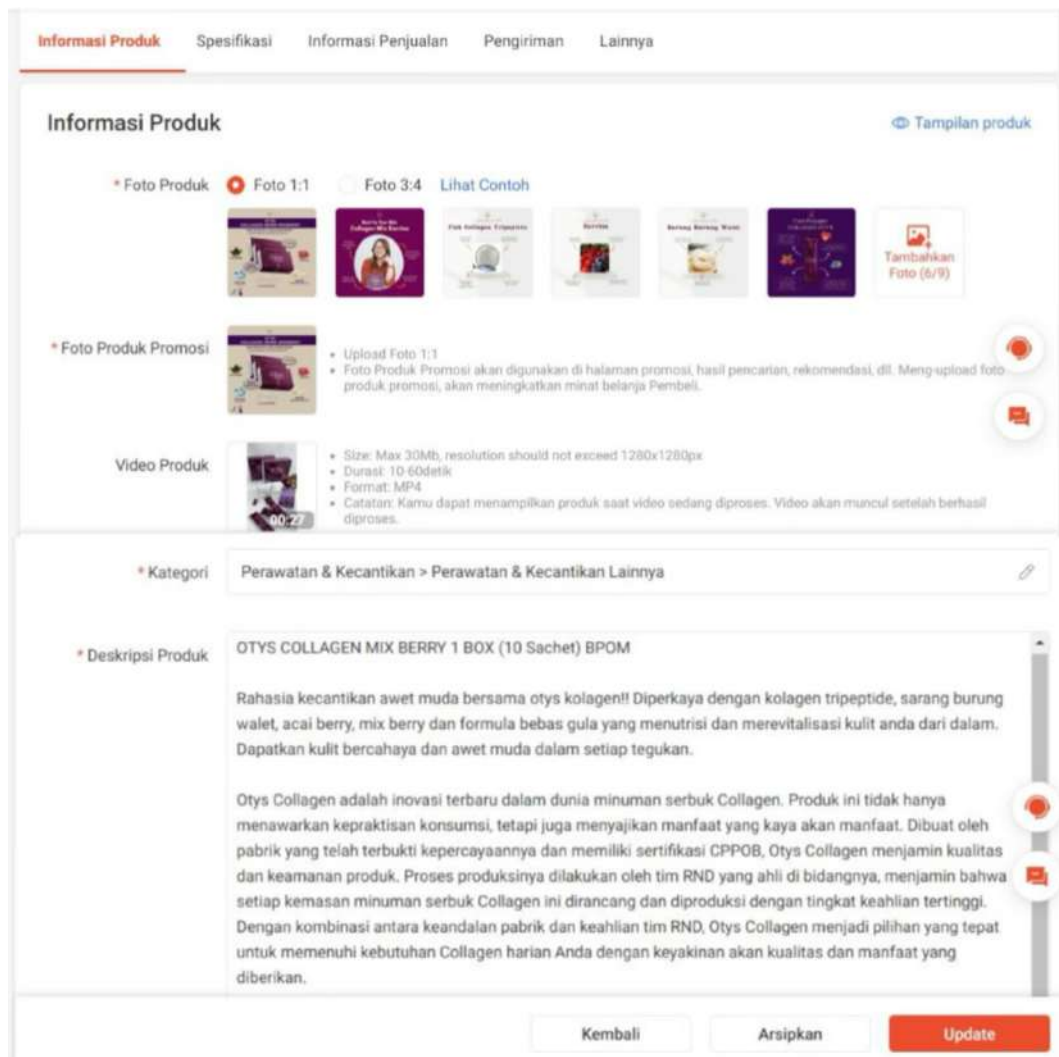 Informasi Produk Spesifikasi Informasi Penjualan Pengiriman Lainnya
Informasi Produk
Tampilan produk
* Foto Produk Foto 1:1 Foto 3:4 Lihat Contoh
Fish Collagen Tripeptide
Berries
Sarang Burung Walet
Tambahkan
Foto (6/9)
* Foto Produk Promosi
• Upload Foto 1:1
• Foto Produk Promosi akan digunakan di halaman promosi, hasil pencarian, rekomendasi, dll. Meng-upload foto
produk promosi, akan meningkatkan minat belanja Pembeli.
Video Produk
00:27
• Size: Max 30Mb, resolution should not exceed 1280x1280px
• Durasi: 10-60detik
• Format: MP4
• Catatan: Kamu dapat menampilkan produk saat video sedang diproses. Video akan muncul setelah berhasil
diproses.
* Kategori Perawatan & Kecantikan > Perawatan & Kecantikan Lainnya
* Deskripsi Produk
OTYS COLLAGEN MIX BERRY 1 BOX (10 Sachet) BPOM
Rahasia kecantikan awet muda bersama otys kolagen!! Diperkaya dengan kolagen tripeptide, sarang burung
walet, acai berry, mix berry dan formula bebas gula yang menutrisi dan merevitalisasi kulit anda dari dalam.
Dapatkan kulit bercahaya dan awet muda dalam setiap tegukan.
Otys Collagen adalah inovasi terbaru dalam dunia minuman serbuk Collagen. Produk ini tidak hanya
menawarkan kepraktisan konsumsi, tetapi juga menyajikan manfaat yang kaya akan manfaat. Dibuat oleh
pabrik yang telah terbukti kepercayaannya dan memiliki sertifikasi CPPOB, Otys Collagen menjamin kualitas
dan keamanan produk. Proses produksinya dilakukan oleh tim RND yang ahli di bidangnya, menjamin bahwa
setiap kemasan minuman serbuk Collagen ini dirancang dan diproduksi dengan tingkat keahlian tertinggi.
Dengan kombinasi antara keandalan pabrik dan keahlian tim RND, Otys Collagen menjadi pilihan yang tepat
untuk memenuhi kebutuhan Collagen harian Anda dengan keyakinan akan kualitas dan manfaat yang
diberikan.
Kembali Arsipkan Update